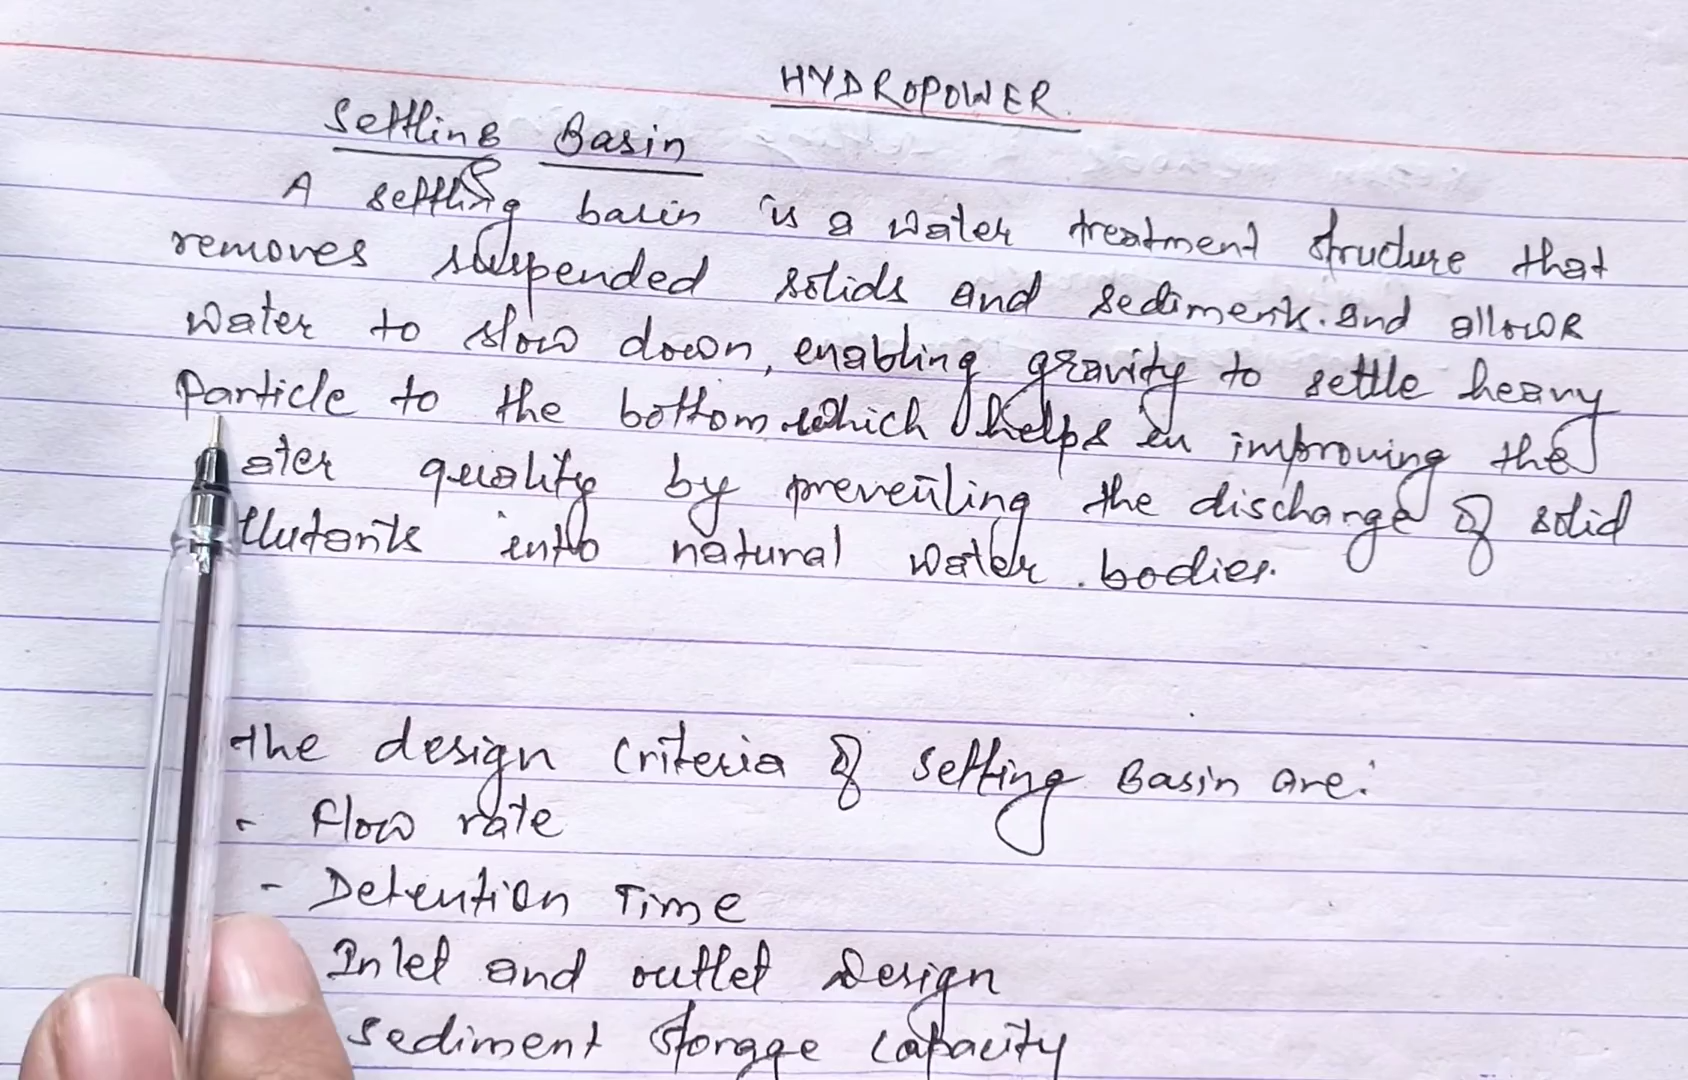 HYDROPOWER.
Settling Basin
A settling basin is a water treatment structure that
removes suspended solids and sediments. and allows
water to slow down, enabling gravity to settle heavy
particle to the bottom which helps in improving the
ater quality by preventing the discharge of solid
llutants into natural water bodies.
the design criteria of settling Basin are:
- Flow rate
- Detention Time
Inlet and outlet Design
sediment storage capacity